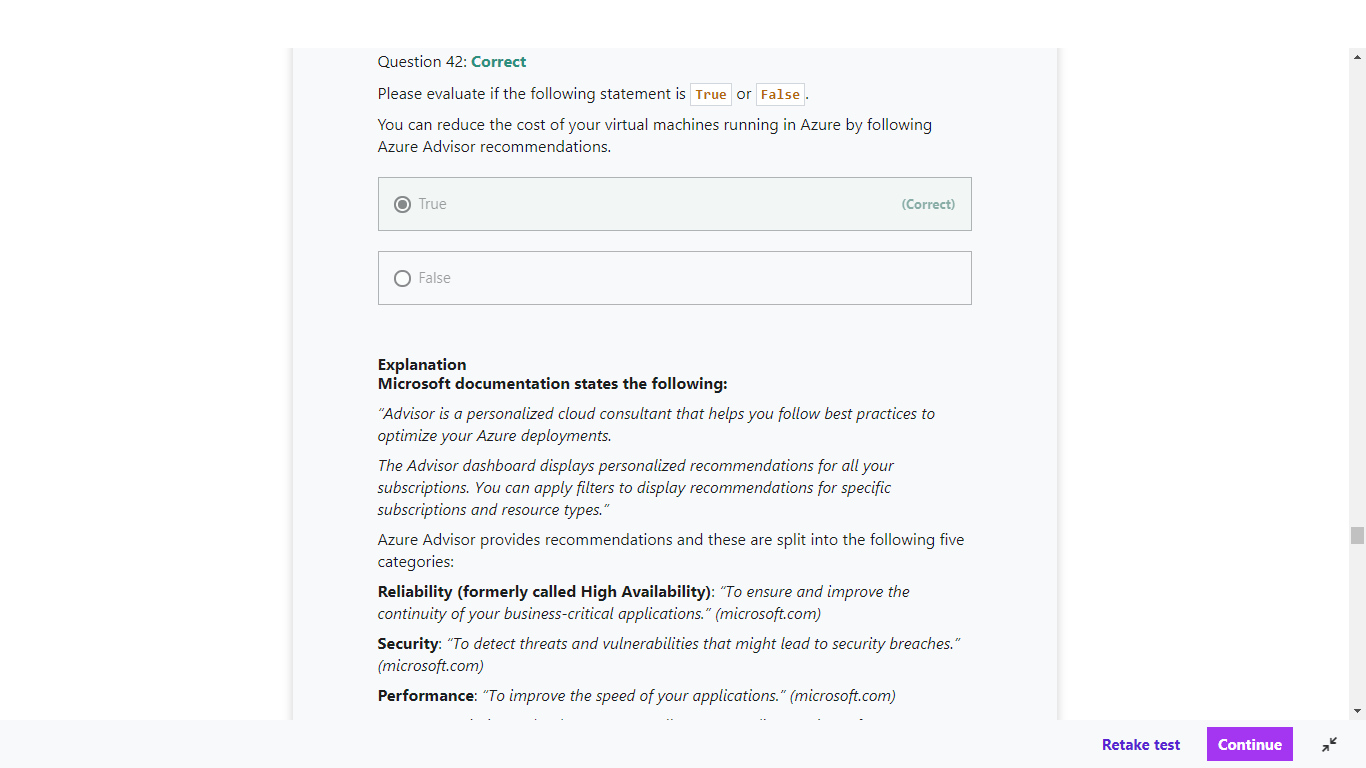 Question 42: Correct
Please evaluate if the following statement is True or False.
You can reduce the cost of your virtual machines running in Azure by following
Azure Advisor recommendations.
True
(Correct)
False
Explanation
Microsoft documentation states the following:
“Advisor is a personalized cloud consultant that helps you follow best practices to
optimize your Azure deployments.
The Advisor dashboard displays personalized recommendations for all your
subscriptions. You can apply filters to display recommendations for specific
subscriptions and resource types.”
Azure Advisor provides recommendations and these are split into the following five
categories:
Reliability (formerly called High Availability): “To ensure and improve the
continuity of your business-critical applications.” (microsoft.com)
Security: “To detect threats and vulnerabilities that might lead to security breaches.”
(microsoft.com)
Performance: “To improve the speed of your applications.” (microsoft.com)
Retake test
Continue